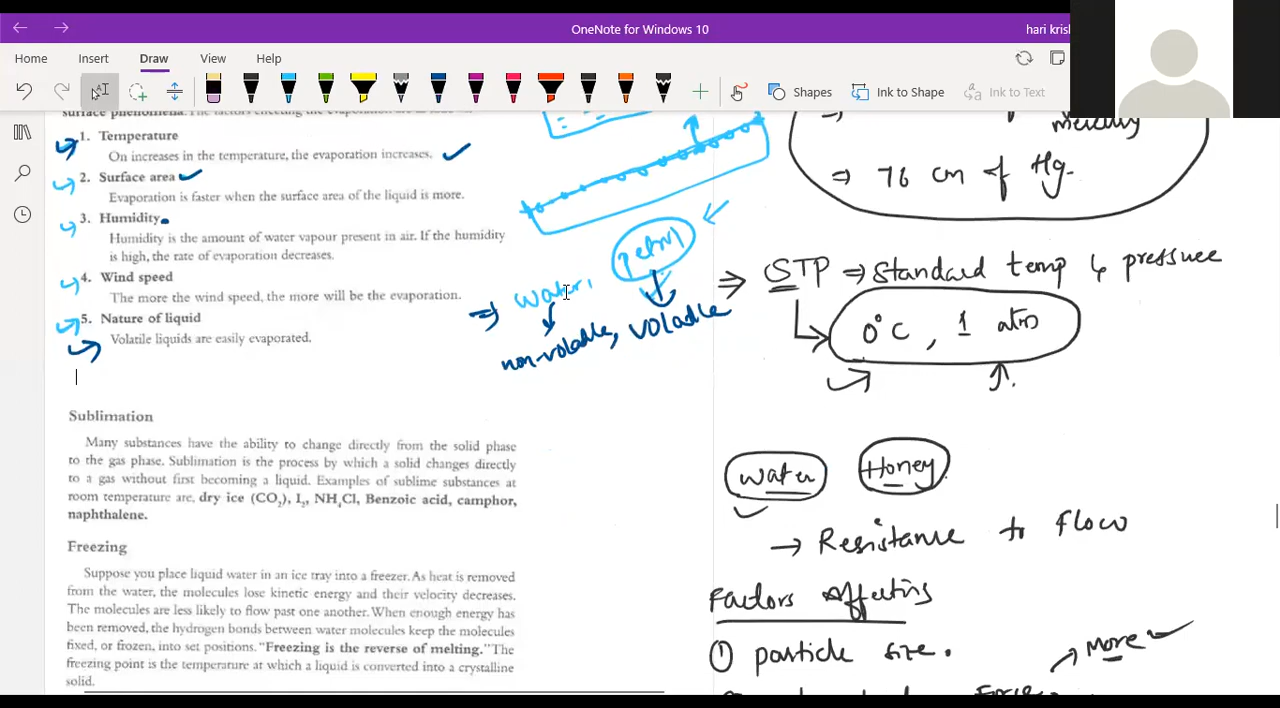 OneNote for Windows 10
hari krish
Home Insert Draw View Help
Shapes Ink to Shape Ink to Text
surface phenomena. The factors effecting the evaporation are as
1. Temperature
On increases in the temperature, the evaporation increases.
2. Surface area
Evaporation is faster when the surface area of the liquid is more.
3. Humidity
Humidity is the amount of water vapour present in air. If the humidity
is high, the rate of evaporation decreases.
4. Wind speed
The more the wind speed, the more will be the evaporation.
5. Nature of liquid
Volatile liquids are easily evaporated.
petrol
⇒ water,
non-volatile, volatile
Sublimation
Many substances have the ability to change directly from the solid phase
to the gas phase. Sublimation is the process by which a solid changes directly
to a gas without first becoming a liquid. Examples of sublime substances at
room temperature are, dry ice (CO₂), I₂, NH₄Cl, Benzoic acid, camphor,
naphthalene.
Freezing
Suppose you place liquid water in an ice tray into a freezer. As heat is removed
from the water, the molecules lose kinetic energy and their velocity decreases.
The molecules are less likely to flow past one another. When enough energy has
been removed, the hydrogen bonds between water molecules keep the molecules
fixed, or frozen, into set positions. "Freezing is the reverse of melting." The
freezing point is the temperature at which a liquid is converted into a crystalline
solid.
mercury
⇒ 76 cm of Hg.
⇒ STP ⇒ Standard temp & pressure
0°C, 1 atm
water Honey
→ Resistance to flow
Factors Affecting
① particle size.
More